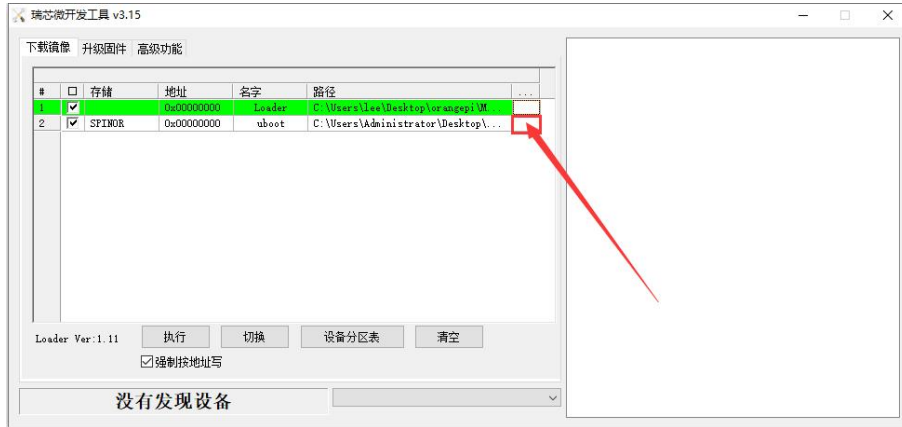 瑞芯微开发工具 v3.15
下载镜像 升级固件 高级功能
# 存储 地址 名字 路径 ...
1 0x00000000 Loader C:\Users\lee\Desktop\orangepi\M...
2 SPINOR 0x00000000 uboot C:\Users\Administrator\Desktop\...
Loader Ver:1.11 执行 切换 设备分区表 清空
强制按地址写
没有发现设备